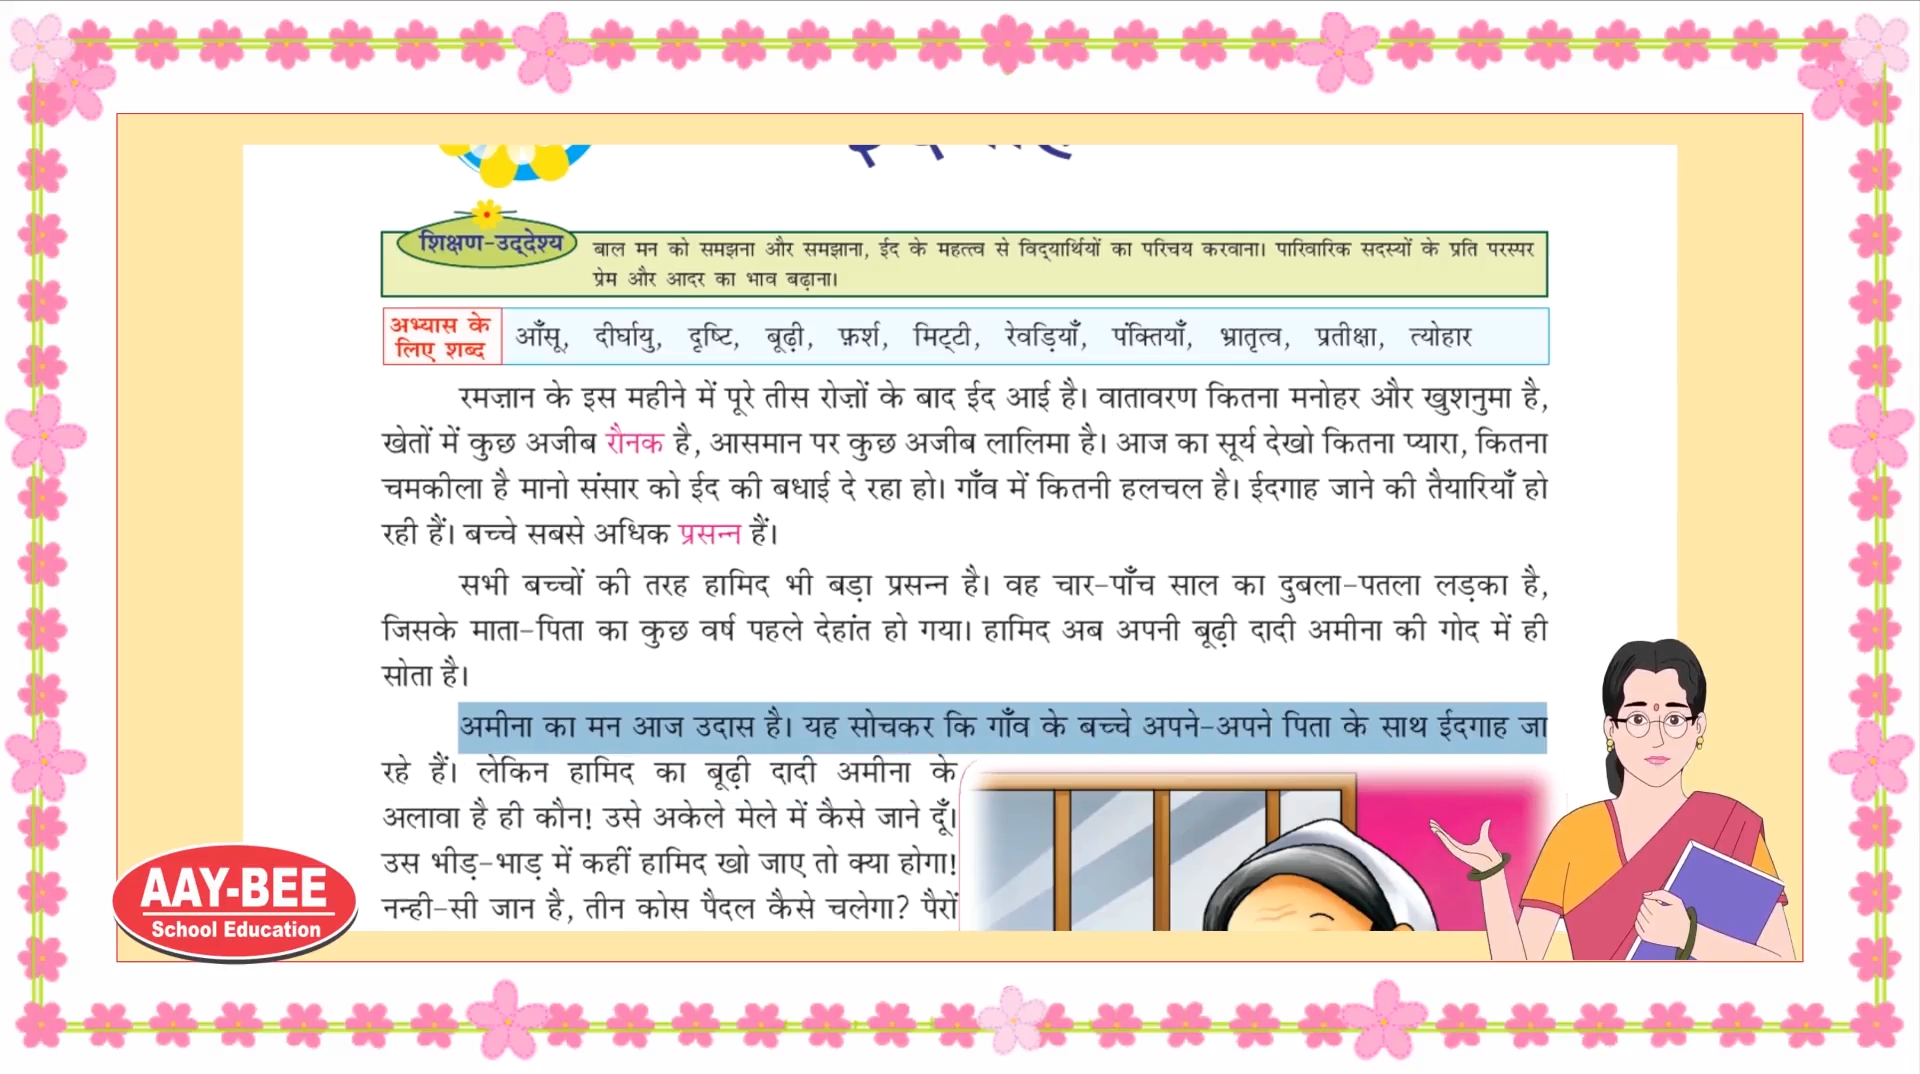 शिक्षण-उद्‌देश्य
बाल मन को समझना और समझाना, ईद के महत्त्व से विद्‌यार्थियों का परिचय करवाना। पारिवारिक सदस्यों के प्रति परस्पर
प्रेम और आदर का भाव बढ़ाना।
अभ्यास के
लिए शब्द
आँसू, दीर्घायु, दृष्टि, बूढ़ी, फ़र्श, मिट्‌टी, रेवड़ियाँ, पंक्तियाँ, भ्रातृत्व, प्रतीक्षा, त्योहार
रमज़ान के इस महीने में पूरे तीस रोज़ों के बाद ईद आई है। वातावरण कितना मनोहर और खुशनुमा है,
खेतों में कुछ अजीब रौनक है, आसमान पर कुछ अजीब लालिमा है। आज का सूर्य देखो कितना प्यारा, कितना
चमकीला है मानो संसार को ईद की बधाई दे रहा हो। गाँव में कितनी हलचल है। ईदगाह जाने की तैयारियाँ हो
रही हैं। बच्चे सबसे अधिक प्रसन्न हैं।
सभी बच्चों की तरह हामिद भी बड़ा प्रसन्न है। वह चार-पाँच साल का दुबला-पतला लड़का है,
जिसके माता-पिता का कुछ वर्ष पहले देहांत हो गया। हामिद अब अपनी बूढ़ी दादी अमीना की गोद में ही
सोता है।
अमीना का मन आज उदास है। यह सोचकर कि गाँव के बच्चे अपने-अपने पिता के साथ ईदगाह जा
रहे हैं। लेकिन हामिद का बूढ़ी दादी अमीना के
अलावा है ही कौन! उसे अकेले मेले में कैसे जाने दूँ।
उस भीड़-भाड़ में कहीं हामिद खो जाए तो क्या होगा!
नन्ही-सी जान है, तीन कोस पैदल कैसे चलेगा? पैरों
AAY-BEE
School Education